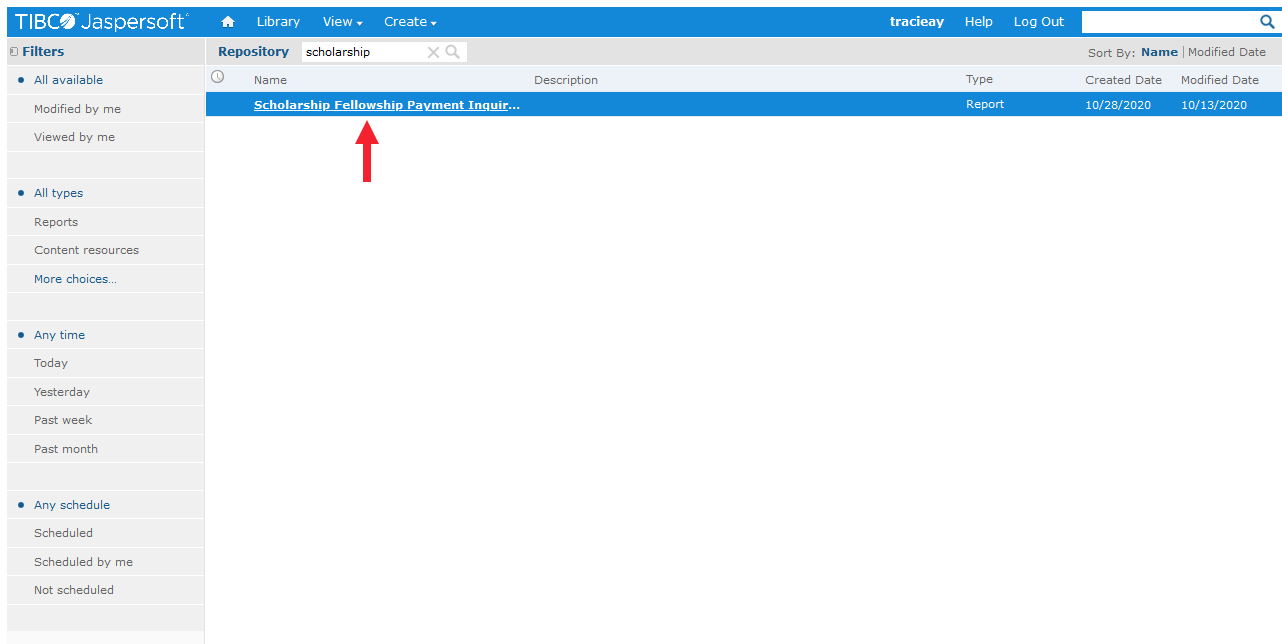 TIBCO Jaspersoft Library View Create tracieay Help Log Out
Filters
All available
Modified by me
Viewed by me
All types
Reports
Content resources
More choices...
Any time
Today
Yesterday
Past week
Past month
Any schedule
Scheduled
Scheduled by me
Not scheduled
Repository scholarship Sort By: Name | Modified Date
Name Description Type Created Date Modified Date
Scholarship Fellowship Payment Inquir... Report 10/28/2020 10/13/2020